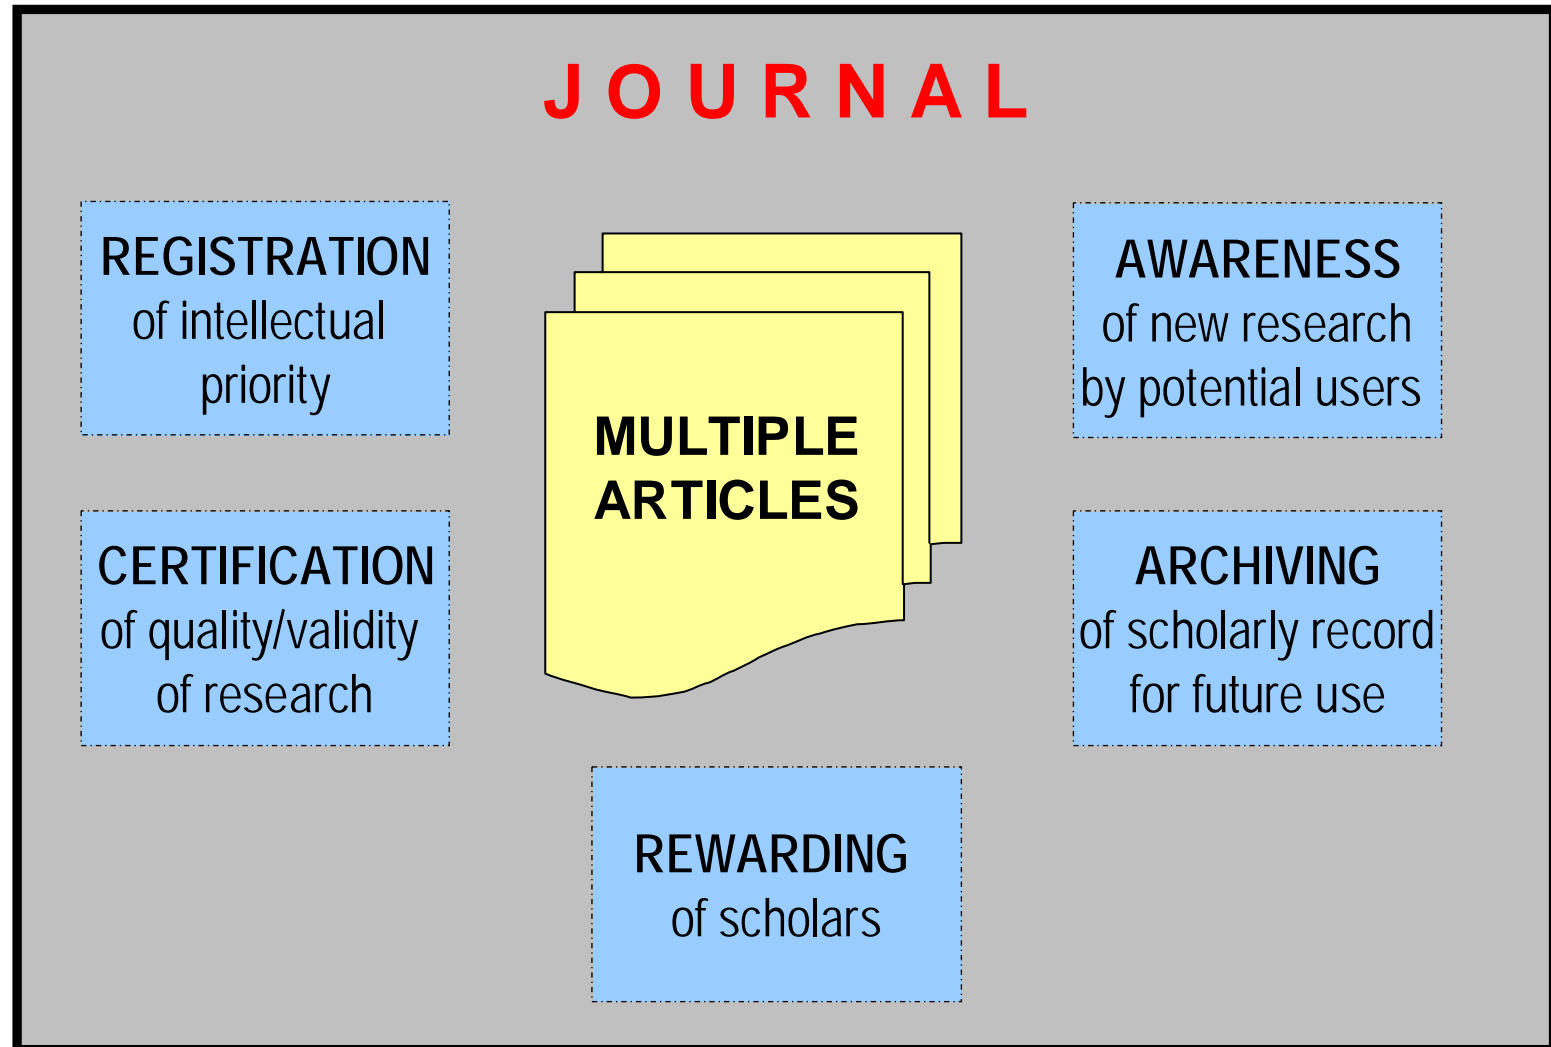 J O U R N A L
REGISTRATION
of intellectual
priority
AWARENESS
of new research
by potential users
MULTIPLE
ARTICLES
CERTIFICATION
of quality/validity
of research
ARCHIVING
of scholarly record
for future use
REWARDING
of scholars